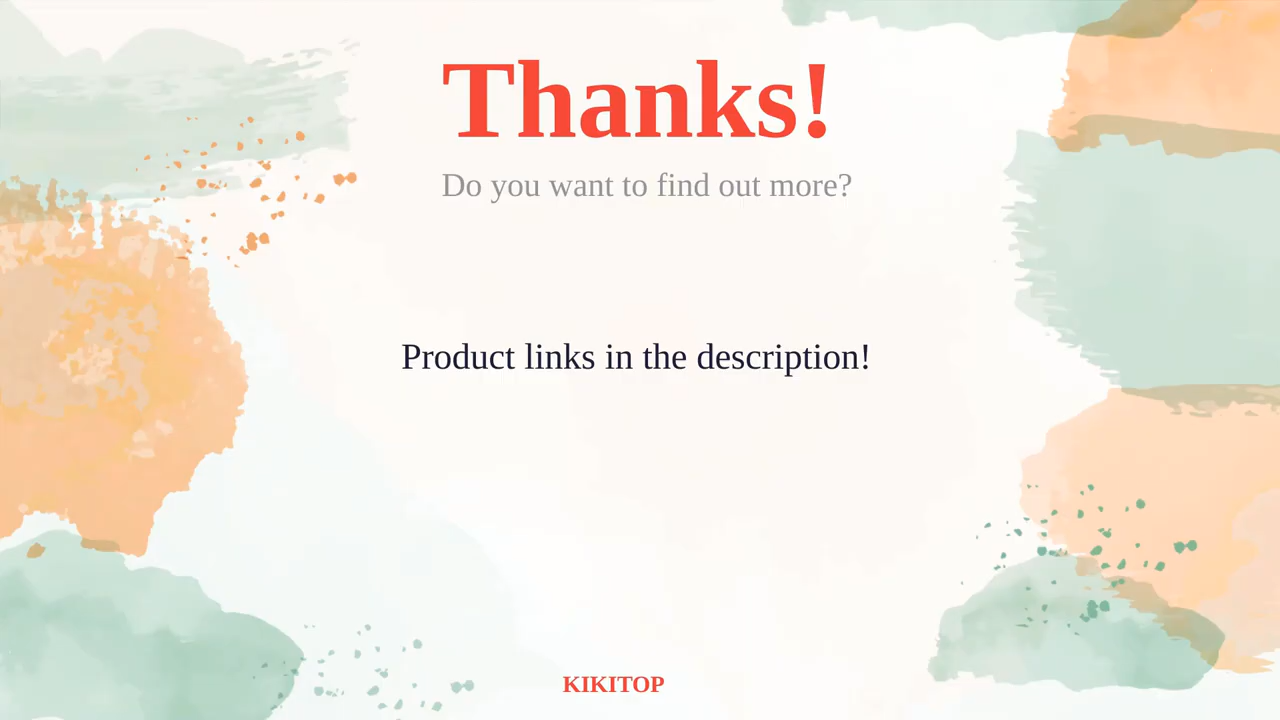 Thanks!
Do you want to find out more?
Product links in the description!
KIKITOP